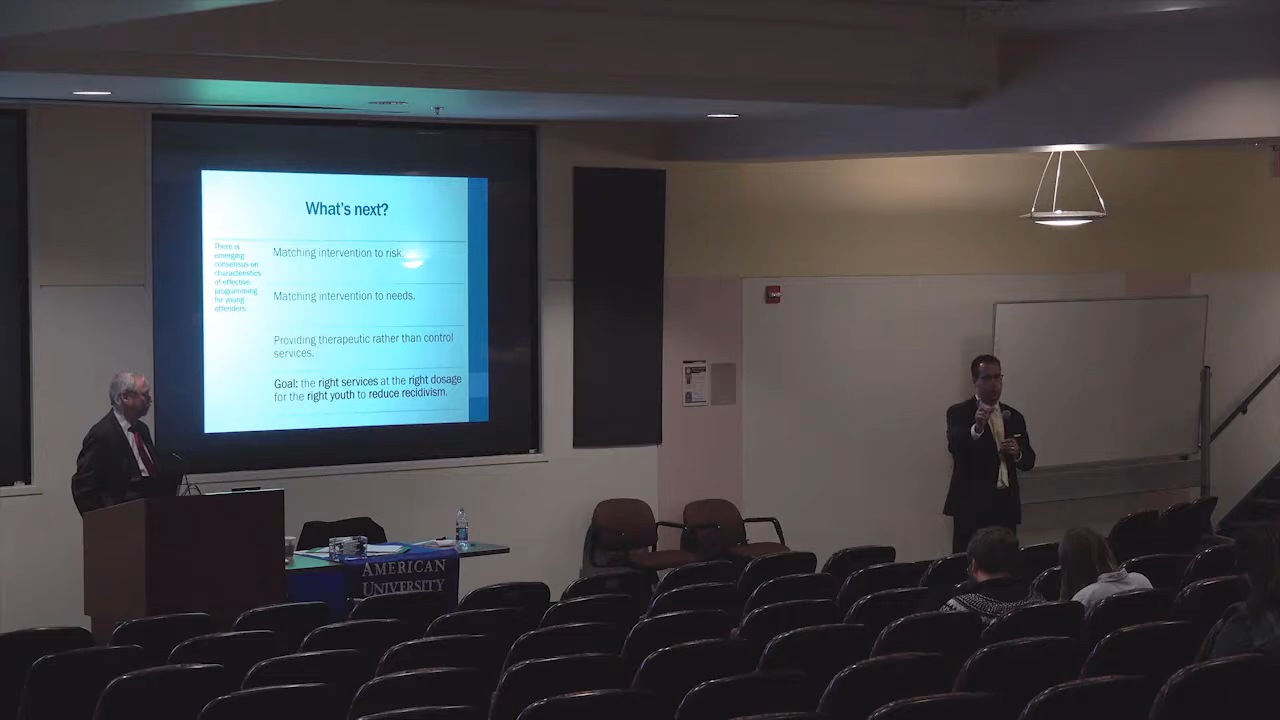 What's next?
There is
emerging
consensus on
characteristics
of effective
programming
for young
offenders.
Matching intervention to risk.
Matching intervention to needs.
Providing therapeutic rather than control
services.
Goal: the right services at the right dosage
for the right youth to reduce recidivism.
AMERICAN
UNIVERSITY